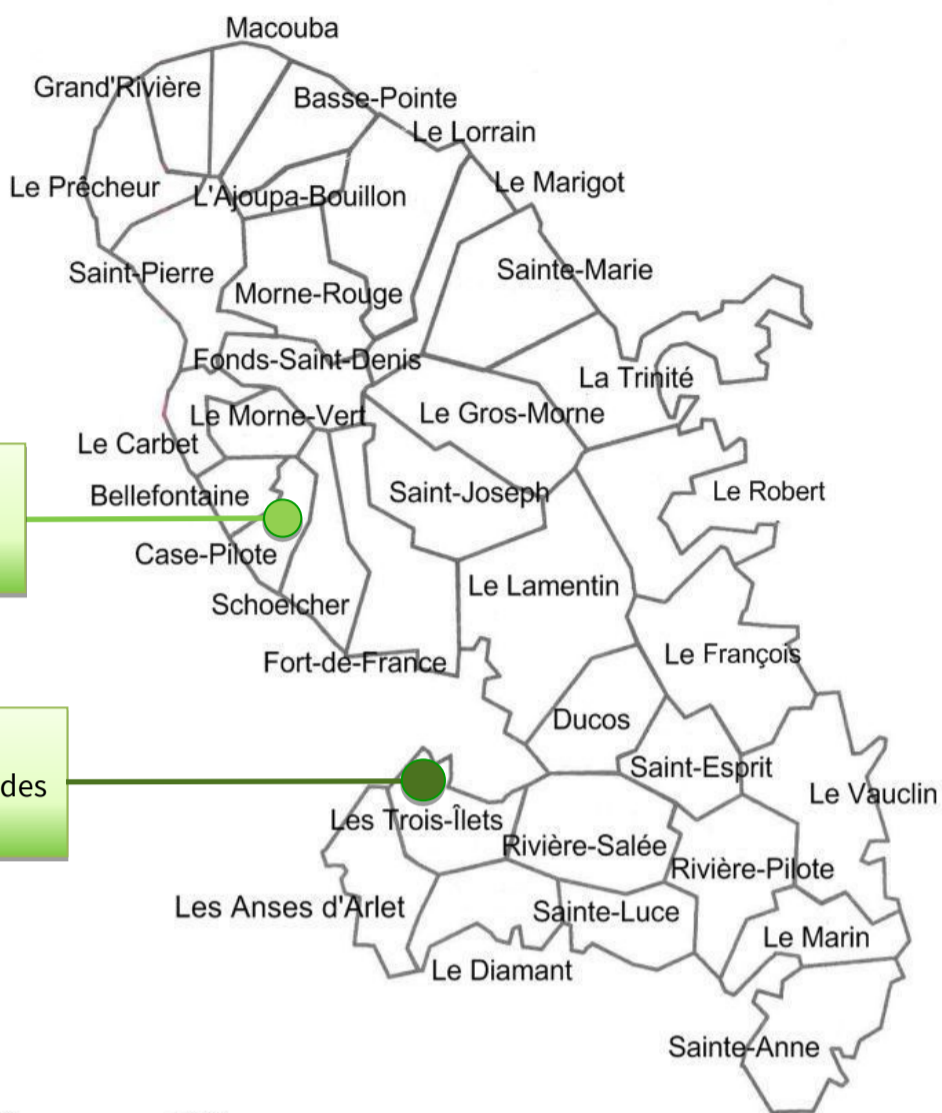 Macouba
Grand'Rivière
Basse-Pointe
Le Lorrain
Le Prêcheur
L'Ajoupa-Bouillon
Le Marigot
Saint-Pierre
Sainte-Marie
Morne-Rouge
Fonds-Saint-Denis
La Trinité
Le Morne-Vert
Le Gros-Morne
Le Carbet
Bellefontaine
Saint-Joseph
Le Robert
Case-Pilote
Le Lamentin
Schoelcher
Fort-de-France
Le François
Ducos
Saint-Esprit
des
Le Vauclin
Les Trois-Îlets
Rivière-Salée
Rivière-Pilote
Les Anses d'Arlet
Sainte-Luce
Le Marin
Le Diamant
Sainte-Anne